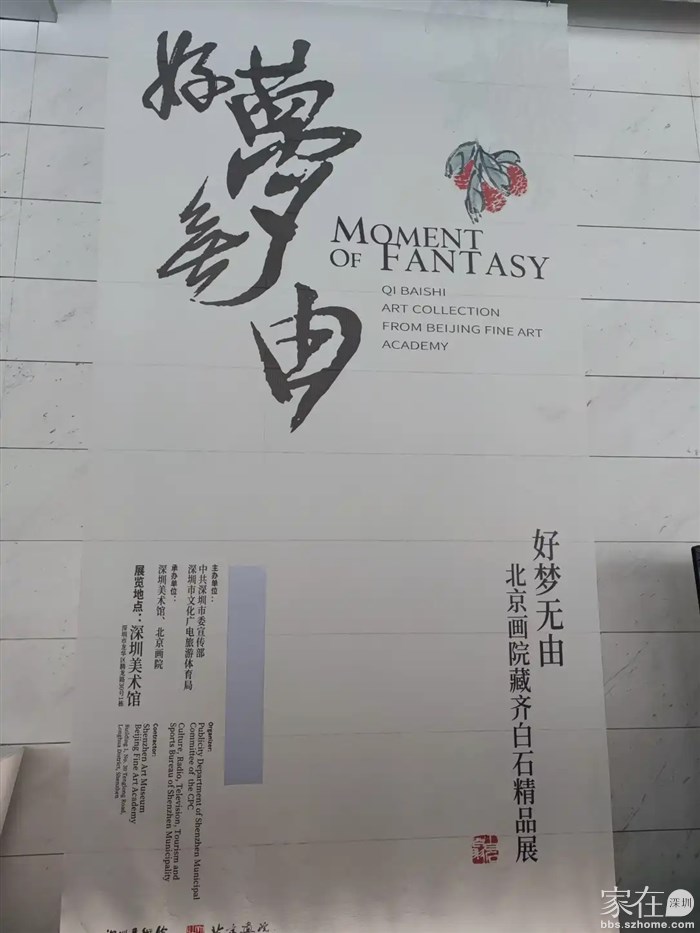 好夢無由
MOMENT
OF FANTASY
QI BAISHI
ART COLLECTION
FROM BEIJING FINE ART
ACADEMY
好梦无由
北京画院藏齐白石精品展
主办单位：
中共深圳市委宣传部
深圳市文化广电旅游体育局
承办单位：
深圳美术馆、北京画院
展览地点：深圳美术馆
Organizer:
Publicity Department of Shenzhen Municipal
Committee of the CPC
Culture, Radio, Television, Tourism and
Sports Bureau of Shenzhen Municipality
Contractor:
Shenzhen Art Museum
Beijing Fine Art Academy
Longhua District, Shenzhen
家在深圳
bbs.szhome.com